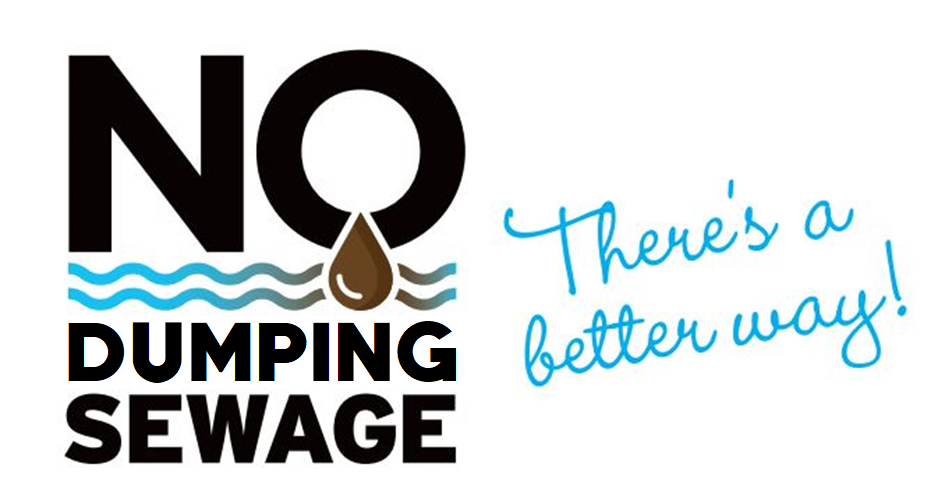 NO
DUMPING
SEWAGE
There's a
better way!